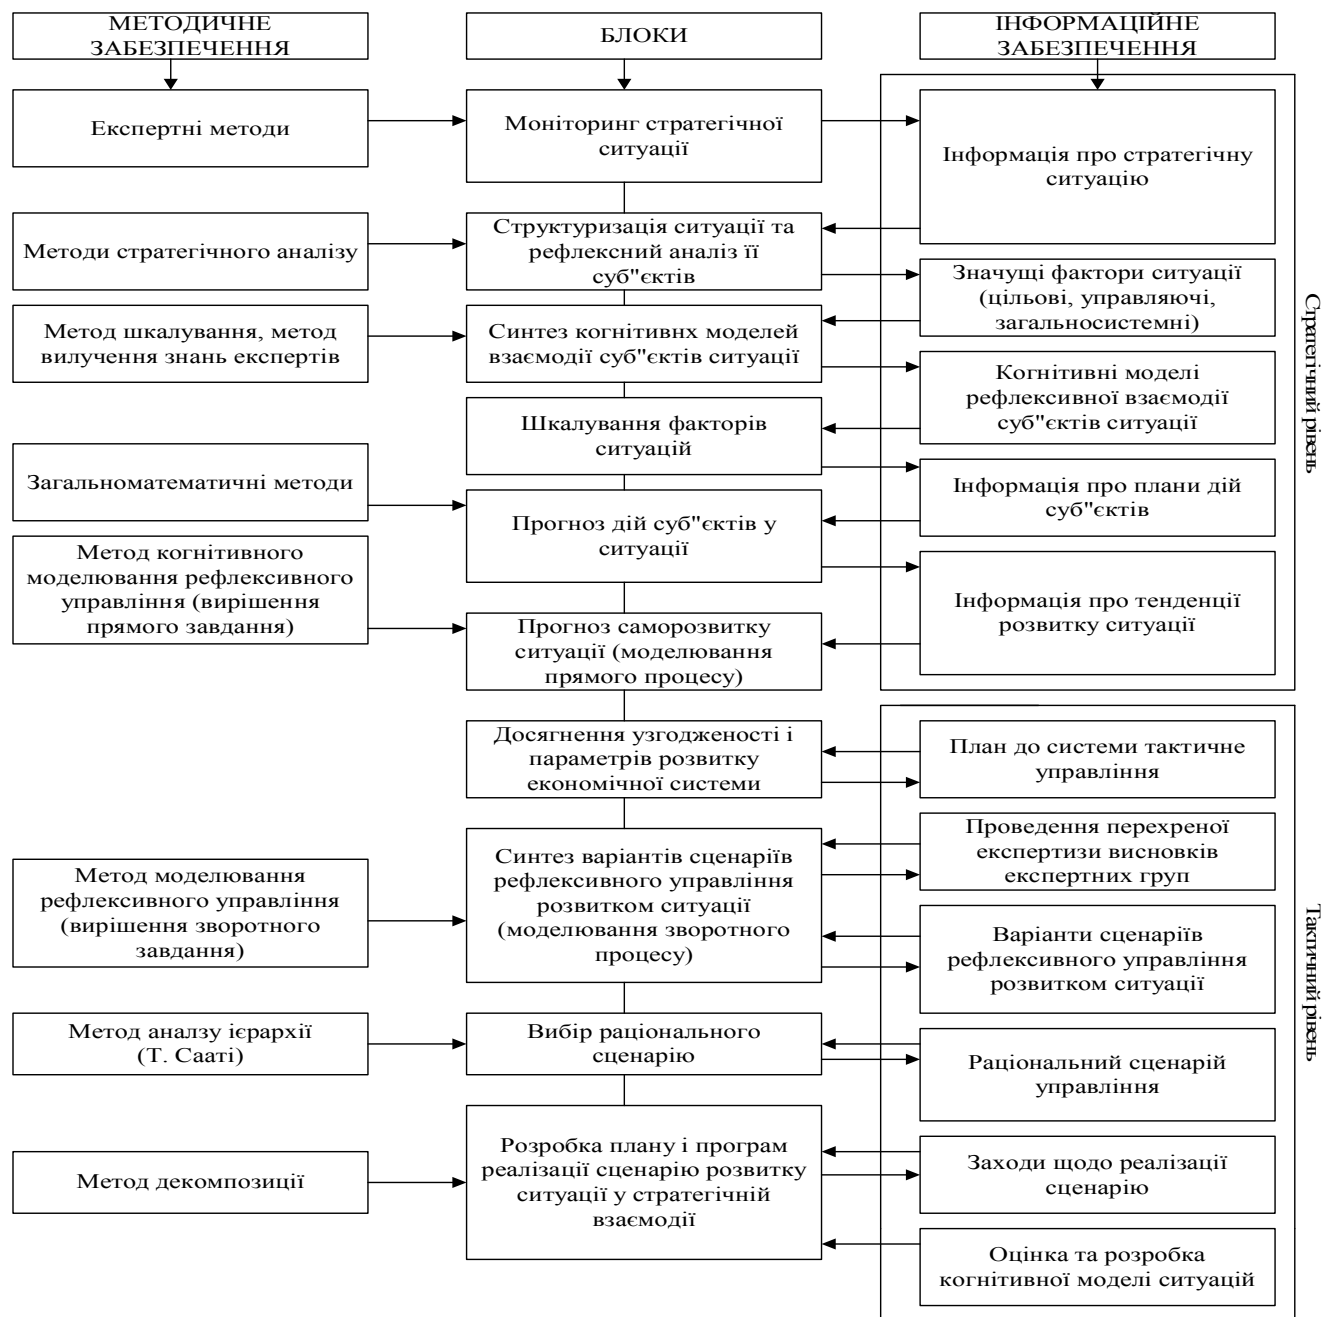 МЕТОДИЧНЕ
ЗАБЕЗПЕЧЕННЯ
БЛОКИ
ІНФОРМАЦІЙНЕ
ЗАБЕЗПЕЧЕННЯ
Експертні методи
Моніторинг стратегічної
ситуації
Інформація про стратегічну
ситуацію
Методи стратегічного аналізу
Структуризація ситуації та
рефлексний аналіз її
суб"єктів
Значущі фактори ситуації
(цільові, управляючі,
загальносистемні)
Метод шкалування, метод
вилучення знань експертів
Синтез когнітивнх моделей
взаємодії суб"єктів ситуації
Когнітивні моделі
рефлексивної взаємодії
суб"єктів ситуації
Шкалування факторів
ситуацій
Загальноматематичні методи
Інформація про плани дій
суб"єктів
Прогноз дій суб"єктів у
ситуації
Метод когнітивного
моделювання рефлексивного
управління (вирішення
прямого завдання)
Інформація про тенденції
розвитку ситуації
Прогноз саморозвитку
ситуації (моделювання
прямого процесу)
Стратегічний рівень
Досягнення узгодженості і
параметрів розвитку
економічної системи
План до системи тактичне
управління
Проведення перехреної
експертизи висновків
експертних груп
Метод моделювання
рефлексивного управління
(вирішення зворотного
завдання)
Синтез варіантів сценаріїв
рефлексивного управління
розвитком ситуації
(моделювання зворотного
процесу)
Варіанти сценаріїв
рефлексивного управління
розвитком ситуації
Метод аналзу ієрархії
(Т. Сааті)
Вибір раціонального
сценарію
Раціональний сценарій
управління
Метод декомпозиції
Розробка плану і програм
реалізації сценарію розвитку
ситуації у стратегічній
взаємодії
Заходи щодо реалізації
сценарію
Оцінка та розробка
когнітивної моделі ситуацій
Тактичний рівень